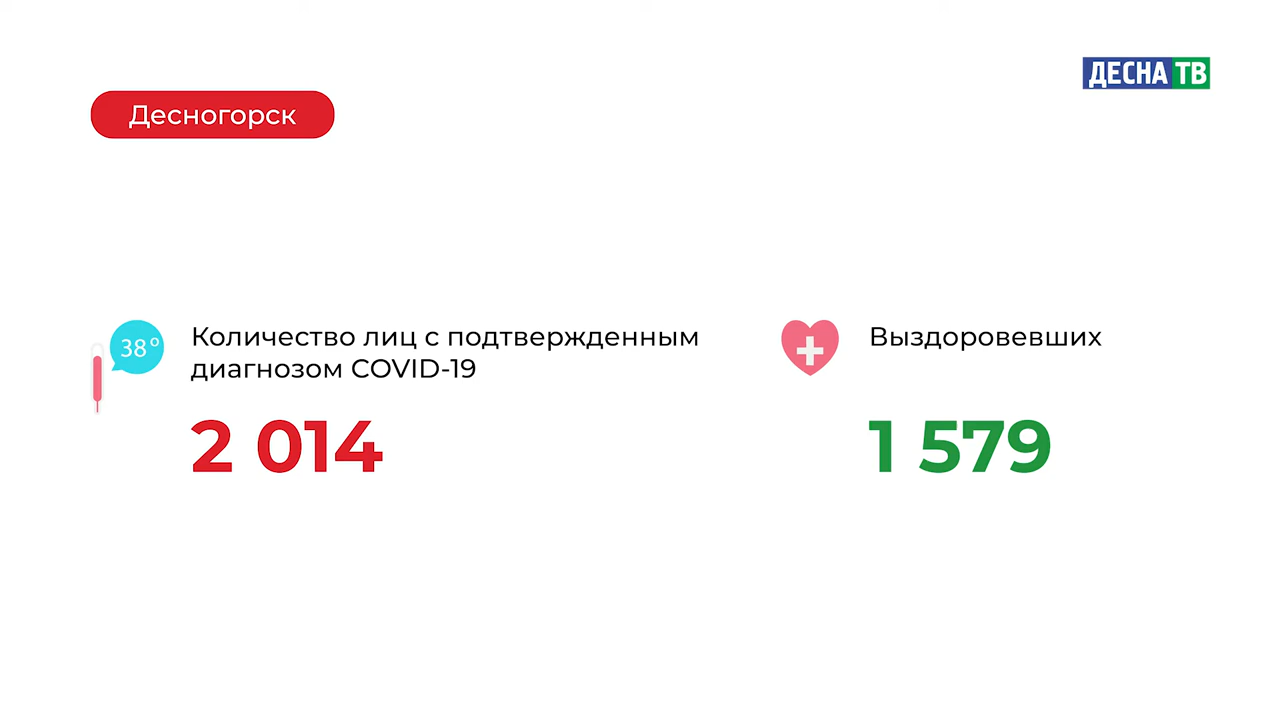 ДЕСНА ТВ
Десногорск
38°
Количество лиц с подтвержденным
диагнозом COVID-19
2 014
Выздоровевших
1 579